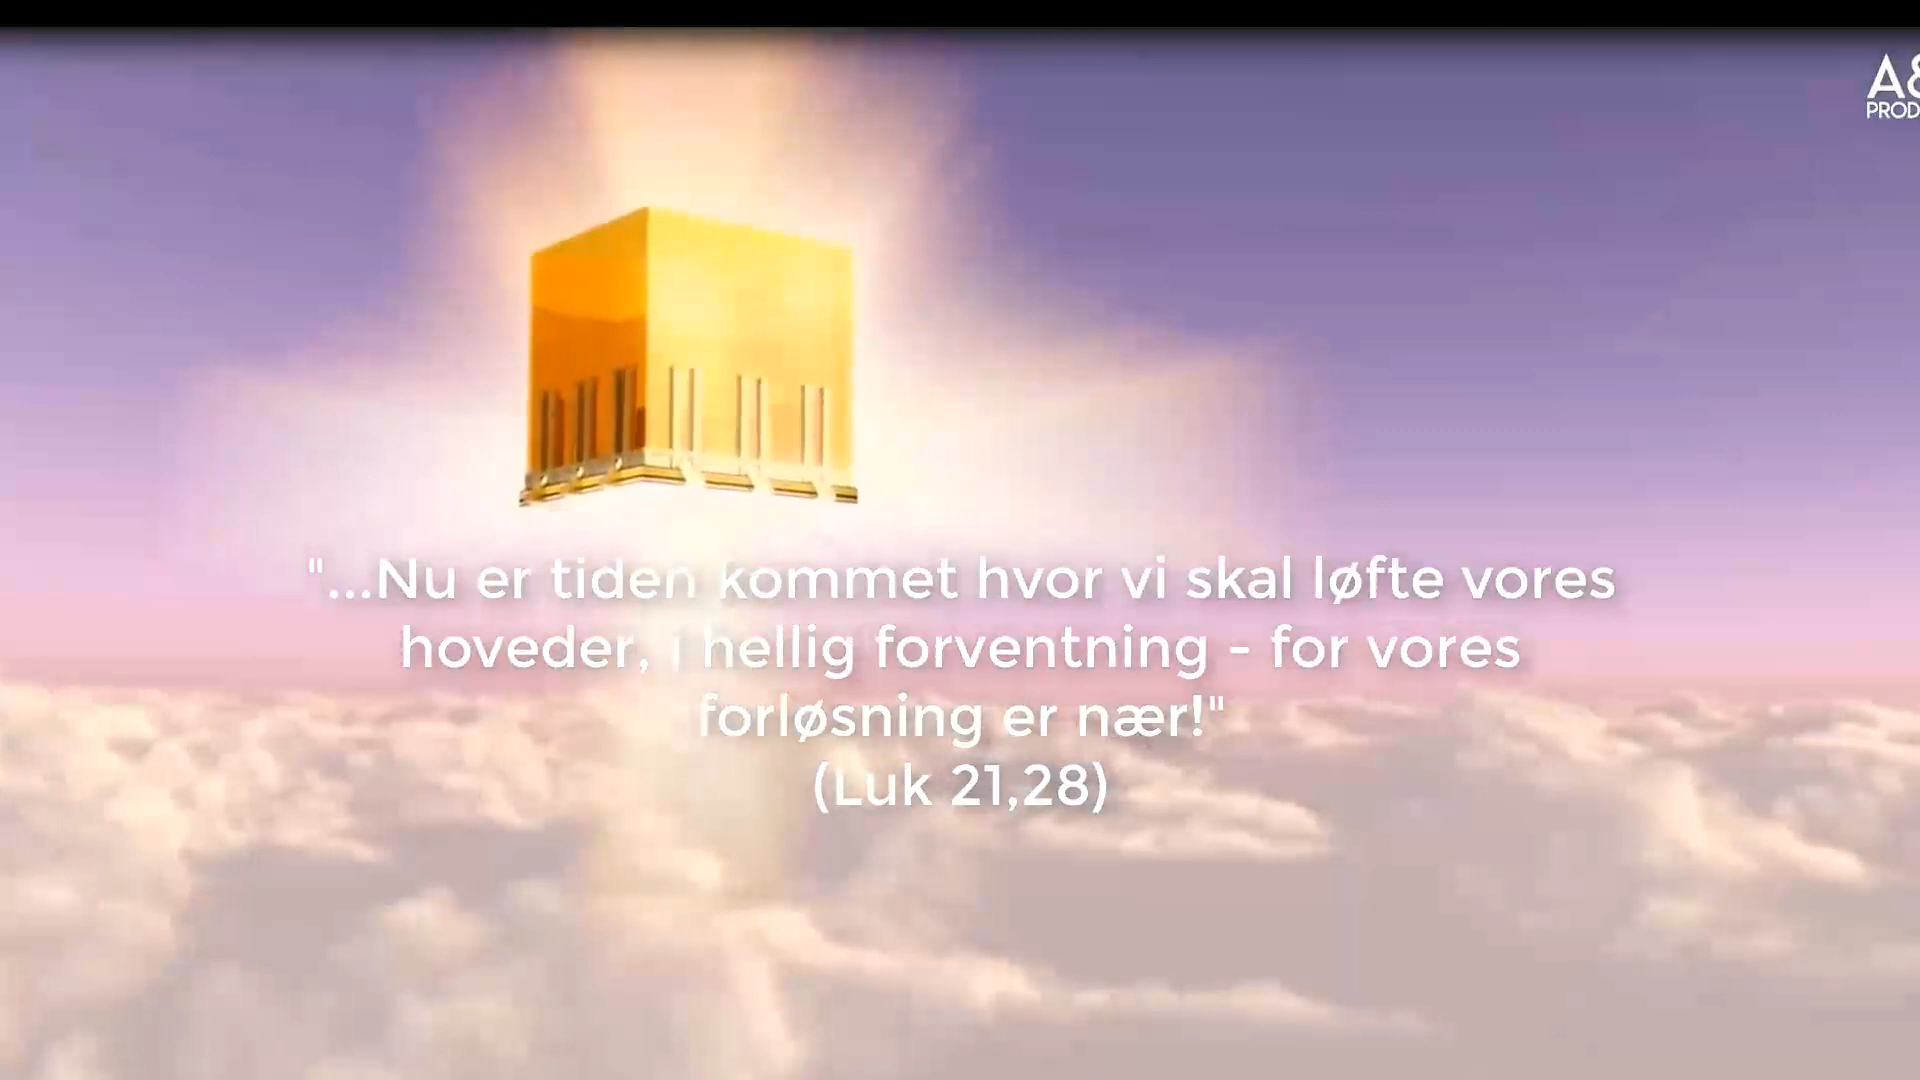 A&
PROD
"...Nu er tiden kommet hvor vi skal løfte vores
hoveder, i hellig forventning - for vores
forløsning er nær!"
(Luk 21,28)